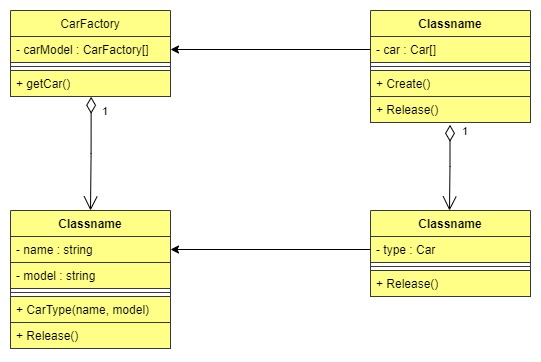 CarFactory
- carModel : CarFactory[]
+ getCar()
1
Classname
- car : Car[]
+ Create()
+ Release()
1
Classname
- name : string
- model : string
+ CarType(name, model)
+ Release()
Classname
- type : Car
+ Release()